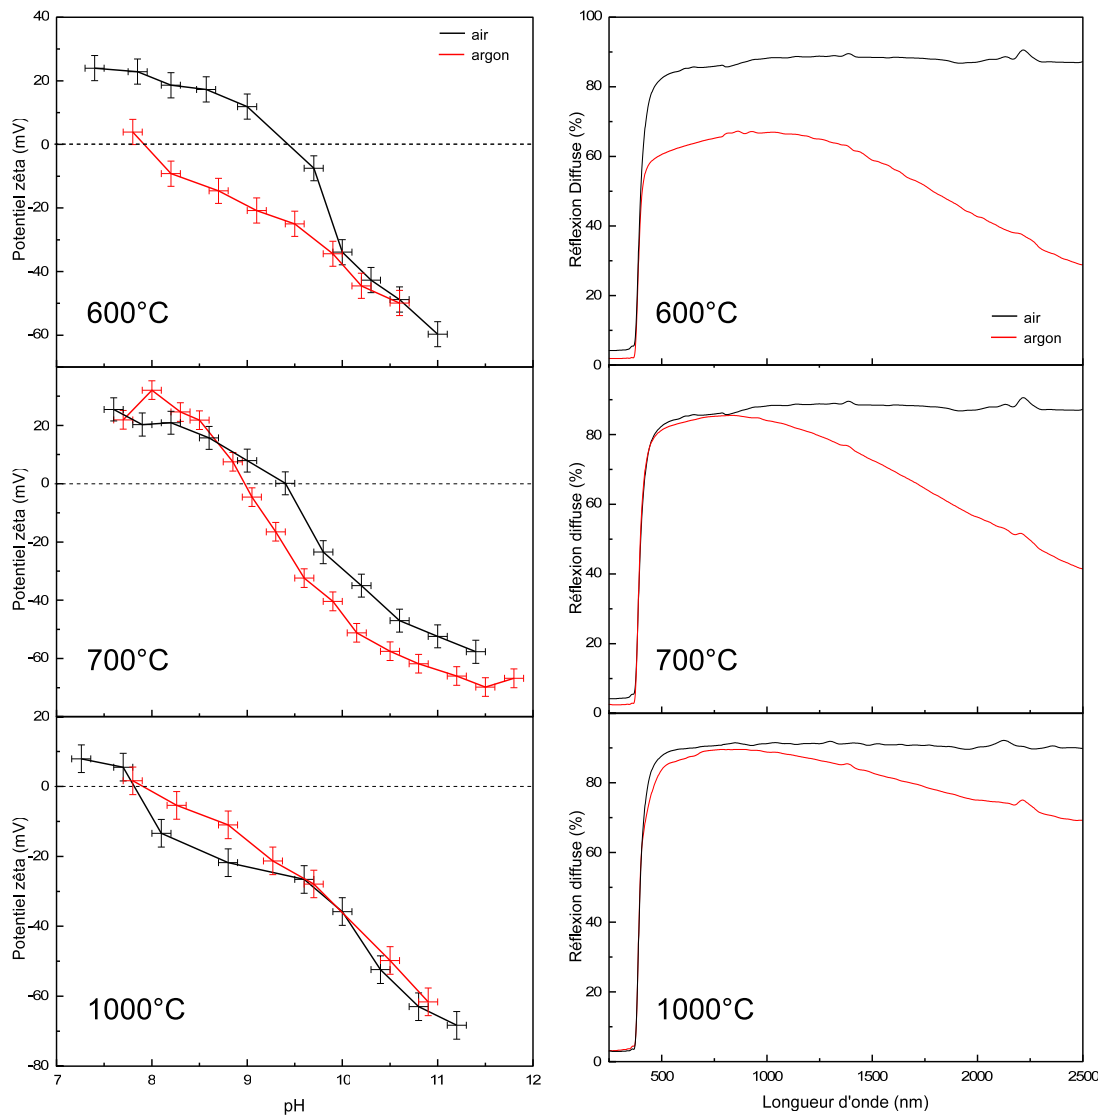 40
20
0
-20
-40
-60
Potentiel zêta (mV)
air
argon
600°C
20
0
-20
-40
-60
Potentiel zêta (mV)
700°C
20
0
-20
-40
-60
-80
Potentiel zêta (mV)
1000°C
7 8 9 10 11 12
pH
100
80
60
40
20
0
Réflexion Diffuse (%)
600°C
air
argon
80
60
40
20
0
Réflexion diffuse (%)
700°C
80
60
40
20
0
Réflexion diffuse (%)
1000°C
500 1000 1500 2000 2500
Longueur d'onde (nm)